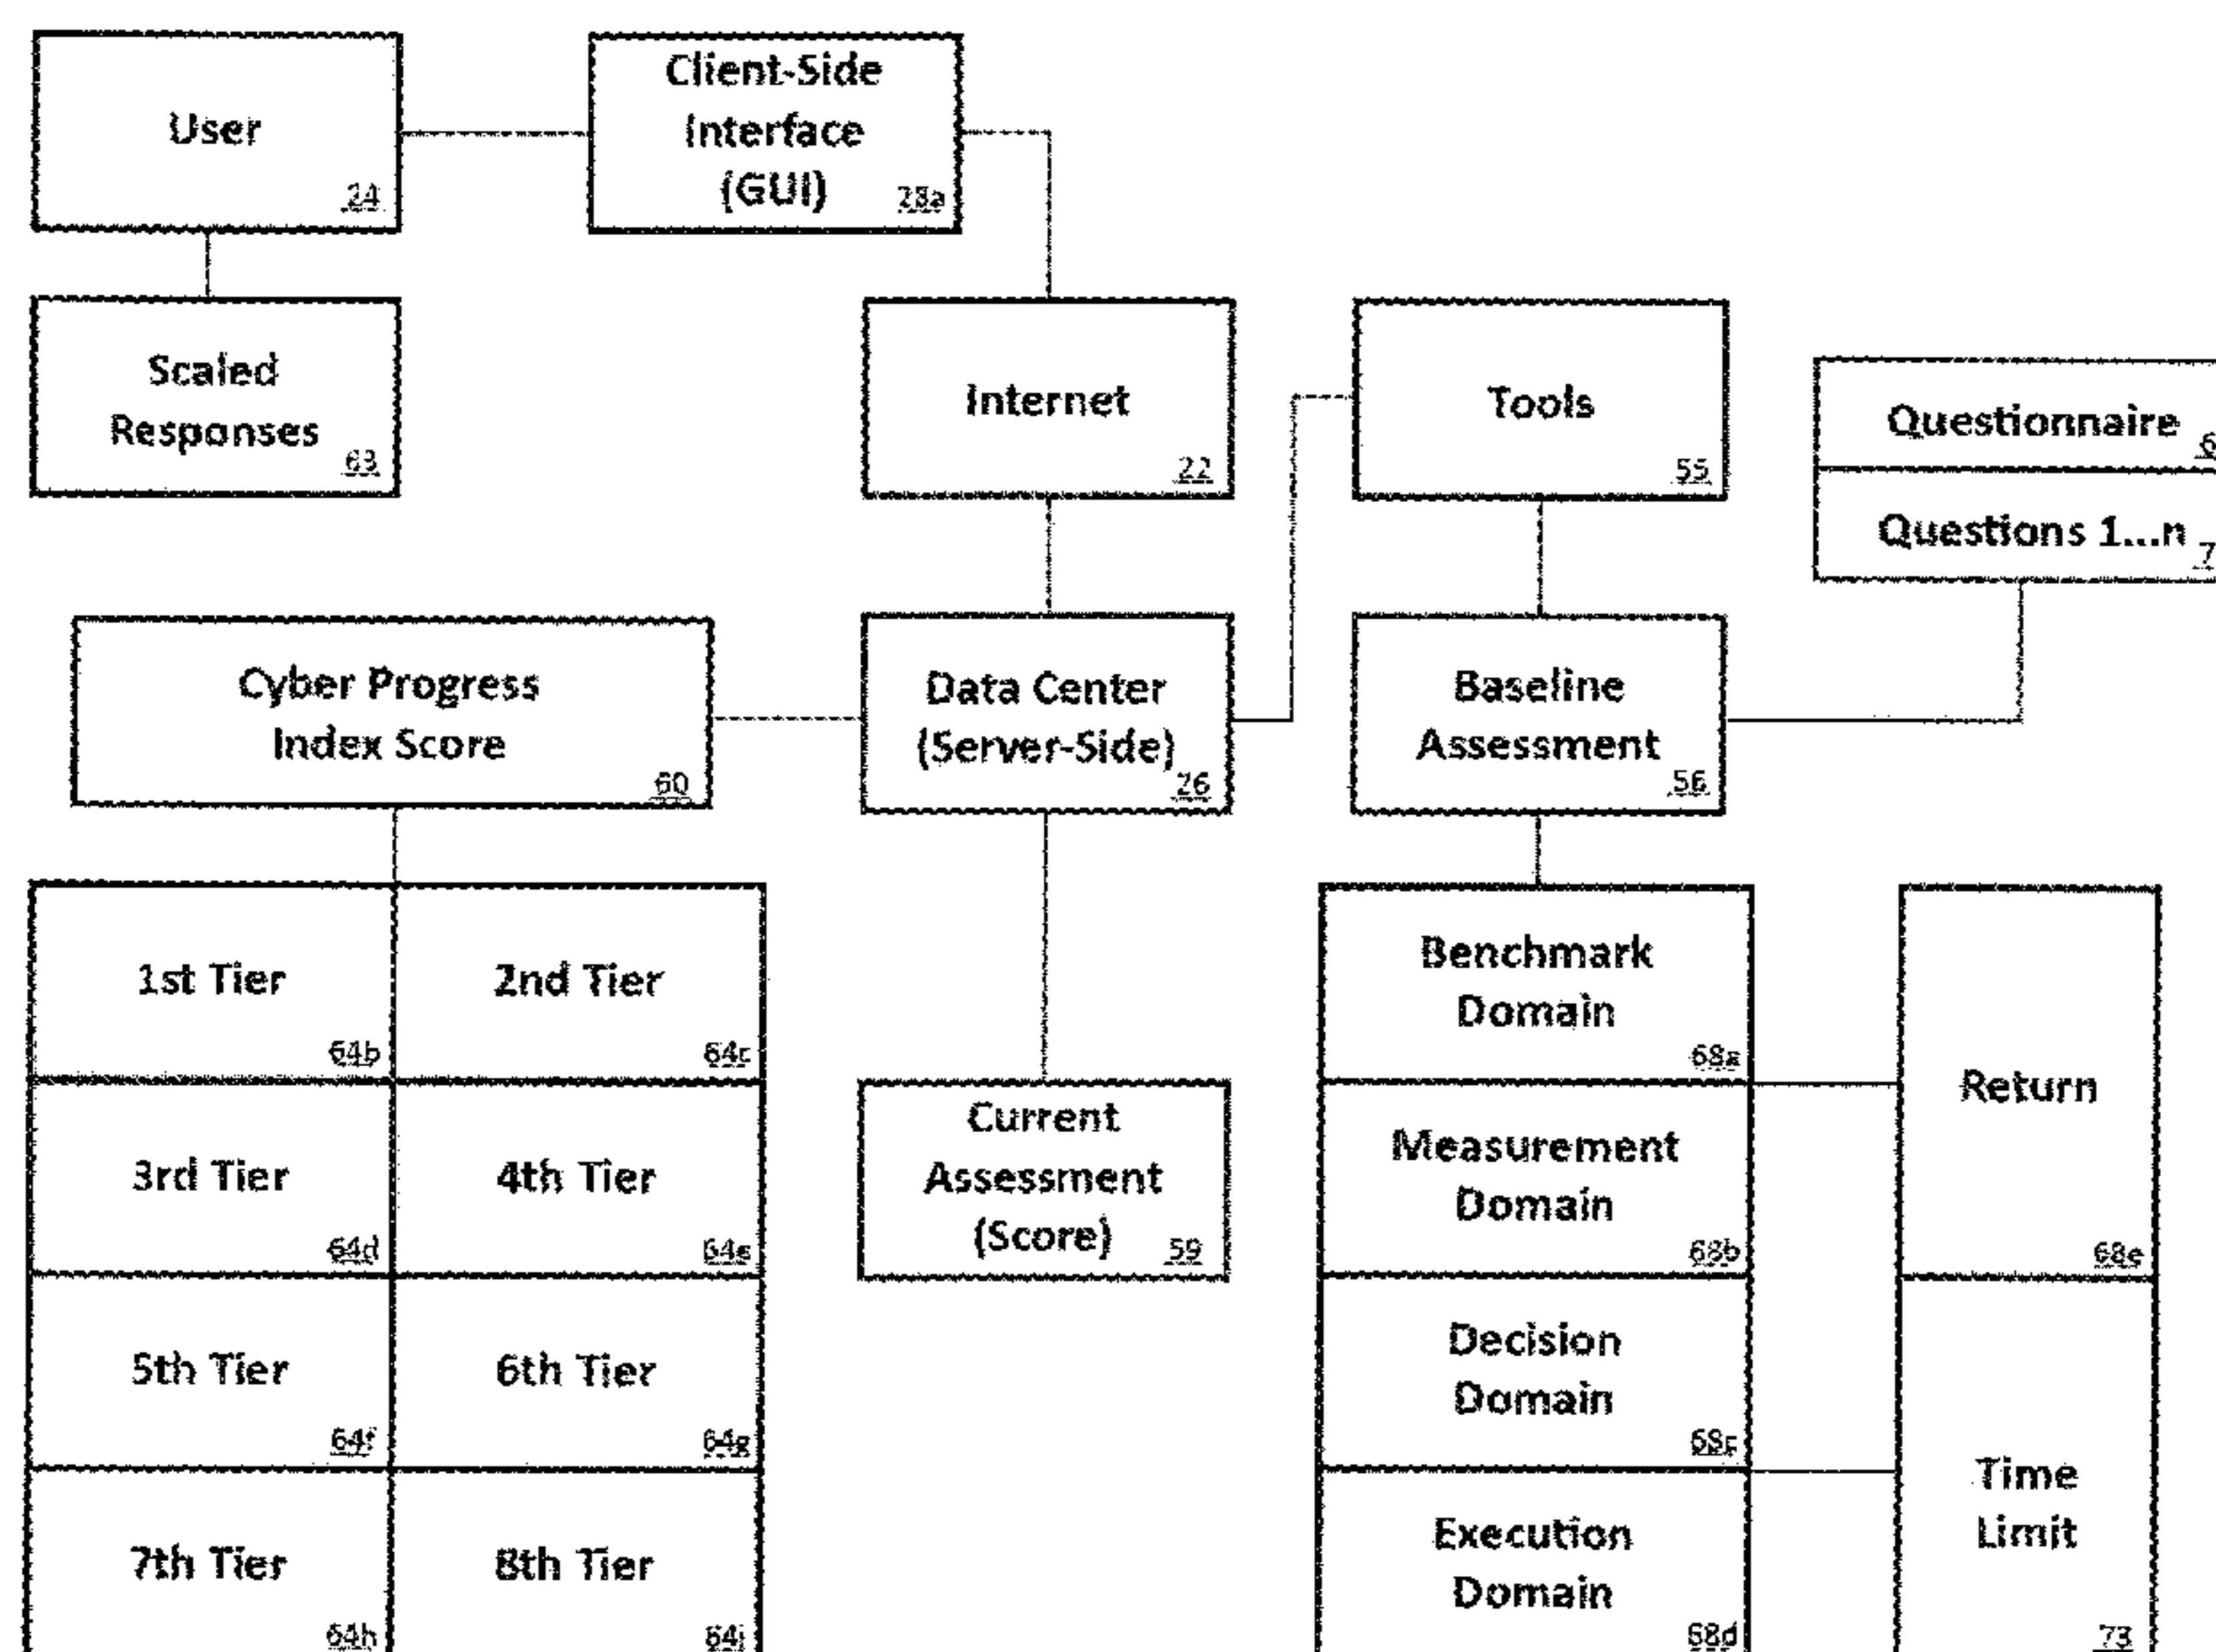 User
24
Client-Side
Interface
(GUI)
28a
Scaled
Responses
63
Internet
22
Tools
55
Questionnaire
Questions 1...n
Cyber Progress
Index Score
60
Data Center
(Server-Side)
26
Baseline
Assessment
56
1st Tier
64b
2nd Tier
64c
3rd Tier
64d
4th Tier
64e
5th Tier
64f
6th Tier
64g
7th Tier
64h
8th Tier
64i
Current
Assessment
(Score)
59
Benchmark
Domain
68a
Measurement
Domain
68b
Decision
Domain
68c
Execution
Domain
68d
Return
68e
Time
Limit
73